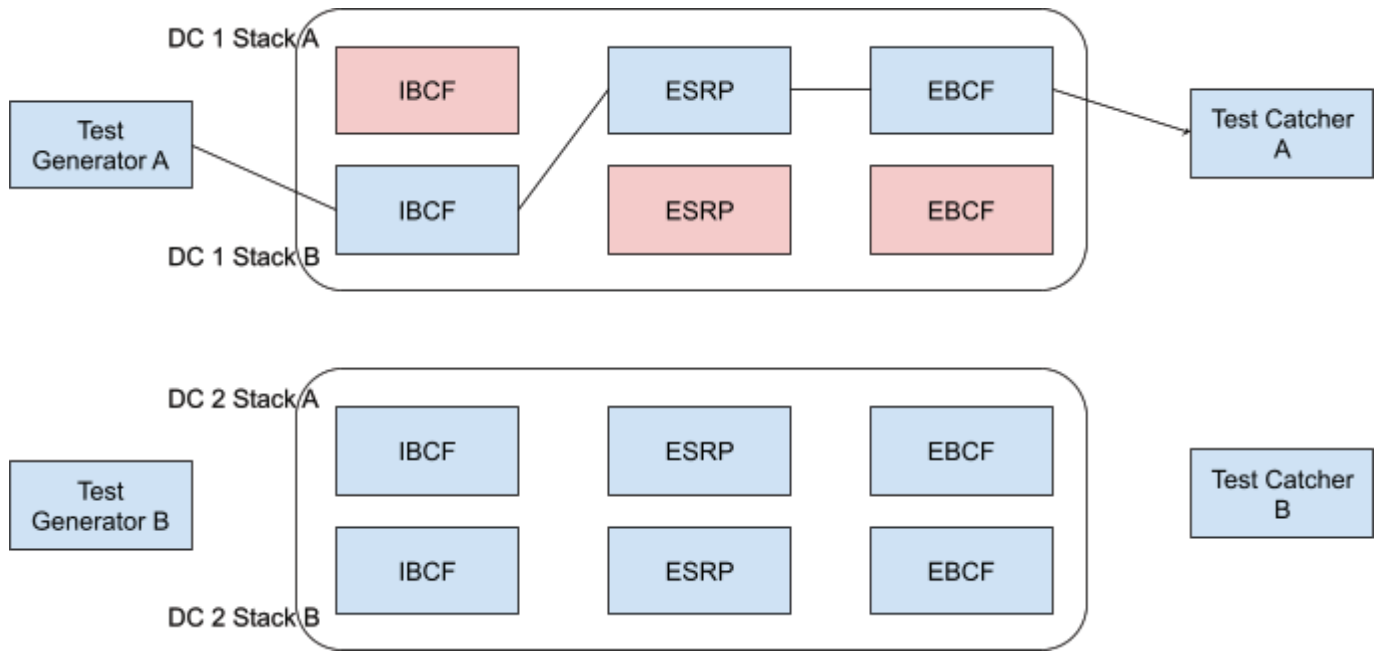 DC 1 Stack A
IBCF
ESRP
EBCF
Test
Generator A
Test Catcher
A
IBCF
ESRP
EBCF
DC 1 Stack B
DC 2 Stack A
IBCF
ESRP
EBCF
Test
Generator B
Test Catcher
B
IBCF
ESRP
EBCF
DC 2 Stack B